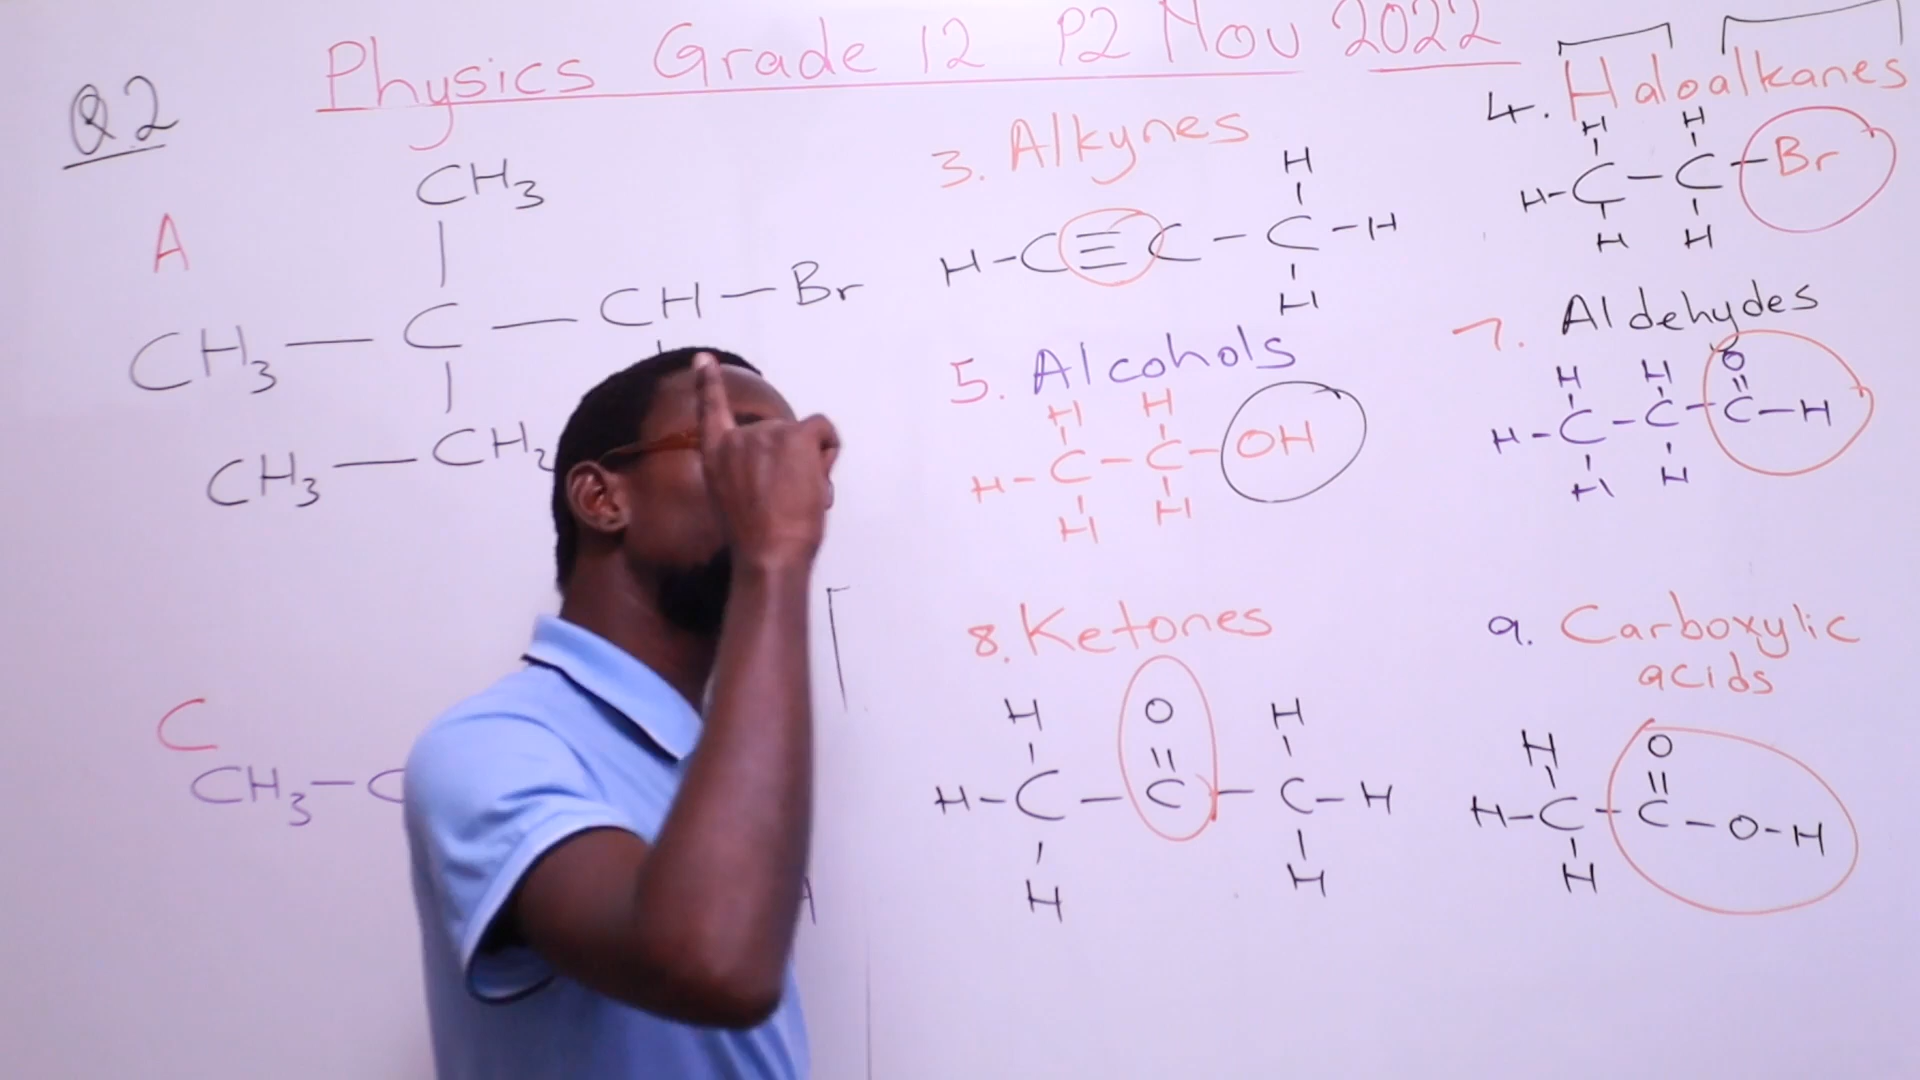 Q2
Physics Grade 12 P2 Nov 2022
A
CH3
|
CH3 — C — CH — Br
|
CH3 — CH2
C
CH3 — C
3. Alkynes
H
H-C≡C-C-H
H
4. Haloalkanes
H H
H-C-C-Br
H H
5. Alcohols
H H
H-C-C-OH
H H
7. Aldehydes
H H O
H-C-C-C-H
H H
8. Ketones
H O H
H-C-C-C-H
H H
9. Carboxylic
acids
H O
H-C-C-O-H
H